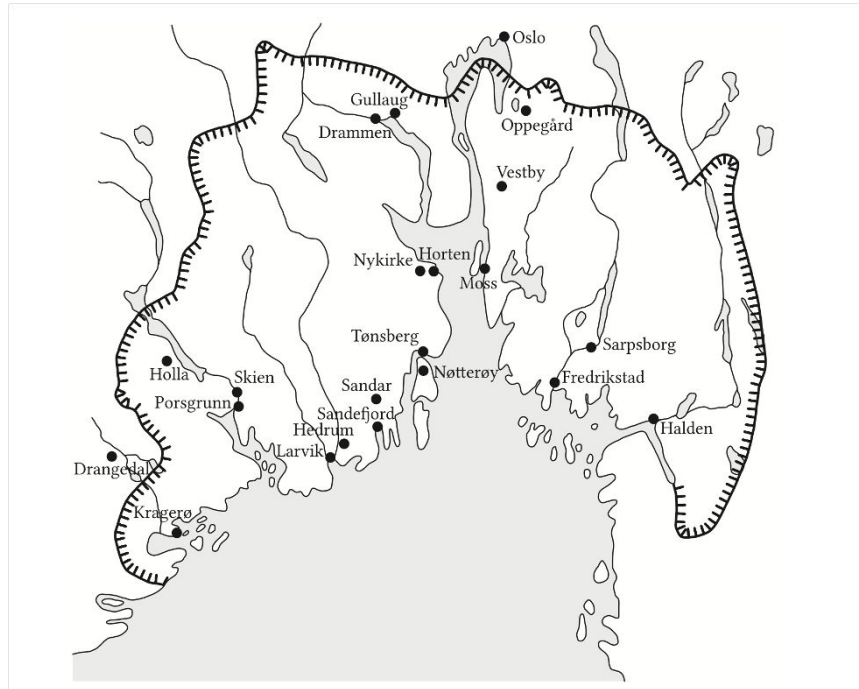 Oslo
Gullaug
Drammen
Oppegård
Vestby
Nykirke
Horten
Moss
Tønsberg
Sarpsborg
Holla
Skien
Nøtterøy
Fredrikstad
Porsgrunn
Sandar
Sandefjord
Hedrum
Halden
Larvik
Drangedal
Kragerø